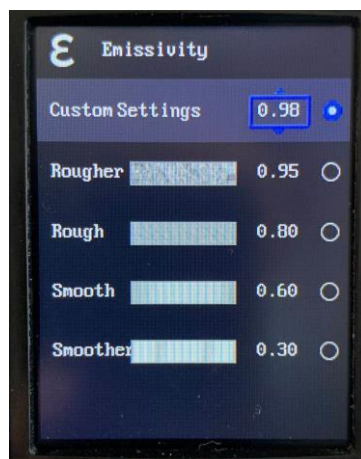 ε Emissivity
Custom Settings 0.98
Rougher 0.95
Rough 0.80
Smooth 0.60
Smoother 0.30